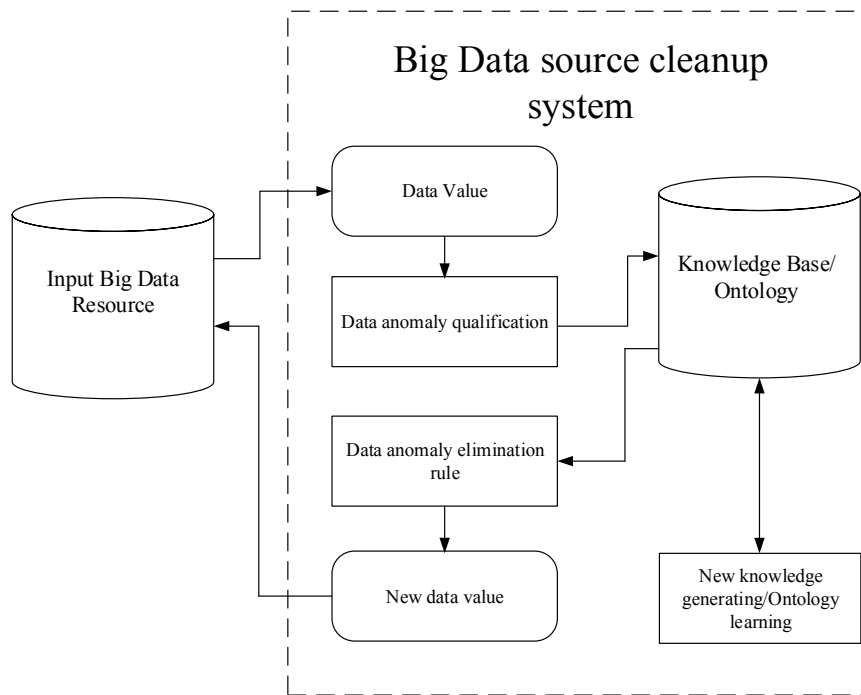 Big Data source cleanup
system
Data Value
Input Big Data
Resource
Knowledge Base/
Ontology
Data anomaly qualification
Data anomaly elimination
rule
New data value
New knowledge
generating/Ontology
learning